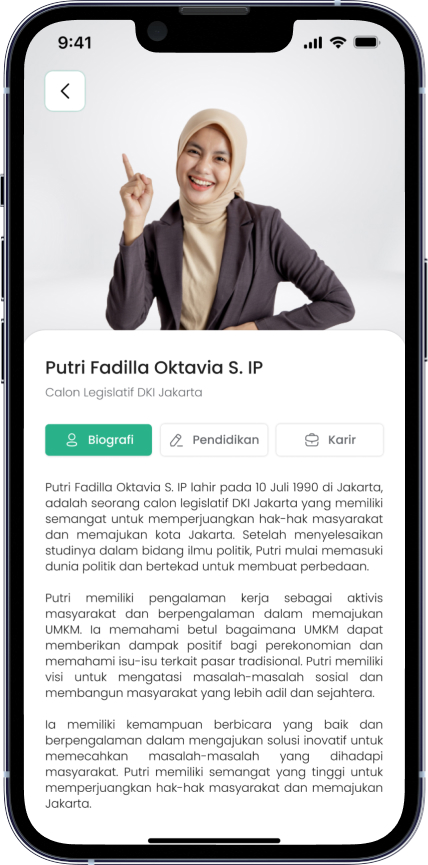 9:41
Putri Fadilla Oktavia S. IP
Calon Legislatif DKI Jakarta
Biografi
Pendidikan
Karir
Putri Fadilla Oktavia S. IP lahir pada 10 Juli 1990 di Jakarta,
adalah seorang calon legislatif DKI Jakarta yang memiliki
semangat untuk memperjuangkan hak-hak masyarakat
dan memajukan kota Jakarta. Setelah menyelesaikan
studinya dalam bidang ilmu politik, Putri mulai memasuki
dunia politik dan bertekad untuk membuat perbedaan.
Putri memiliki pengalaman kerja sebagai aktivis
masyarakat dan berpengalaman dalam memajukan
UMKM. Ia memahami betul bagaimana UMKM dapat
memberikan dampak positif bagi perekonomian dan
memahami isu-isu terkait pasar tradisional. Putri memiliki
visi untuk mengatasi masalah-masalah sosial dan
membangun masyarakat yang lebih adil dan sejahtera.
Ia memiliki kemampuan berbicara yang baik dan
berpengalaman dalam mengajukan solusi inovatif untuk
memecahkan masalah-masalah yang dihadapi
masyarakat. Putri memiliki semangat yang tinggi untuk
memperjuangkan hak-hak masyarakat dan memajukan
Jakarta.